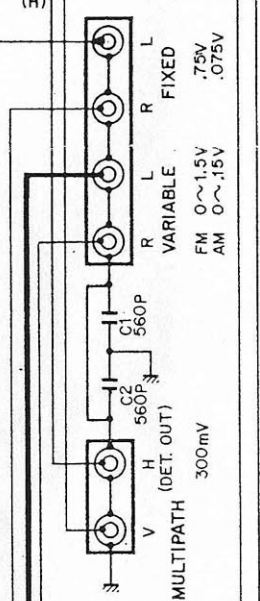 (H)
L
R
FIXED
.75V
.075V
L
R
VARIABLE
FM 0~1.5V
AM 0~.15V
C1
560P
C2
560P
H
V
(DET. OUT)
MULTIPATH
300mV